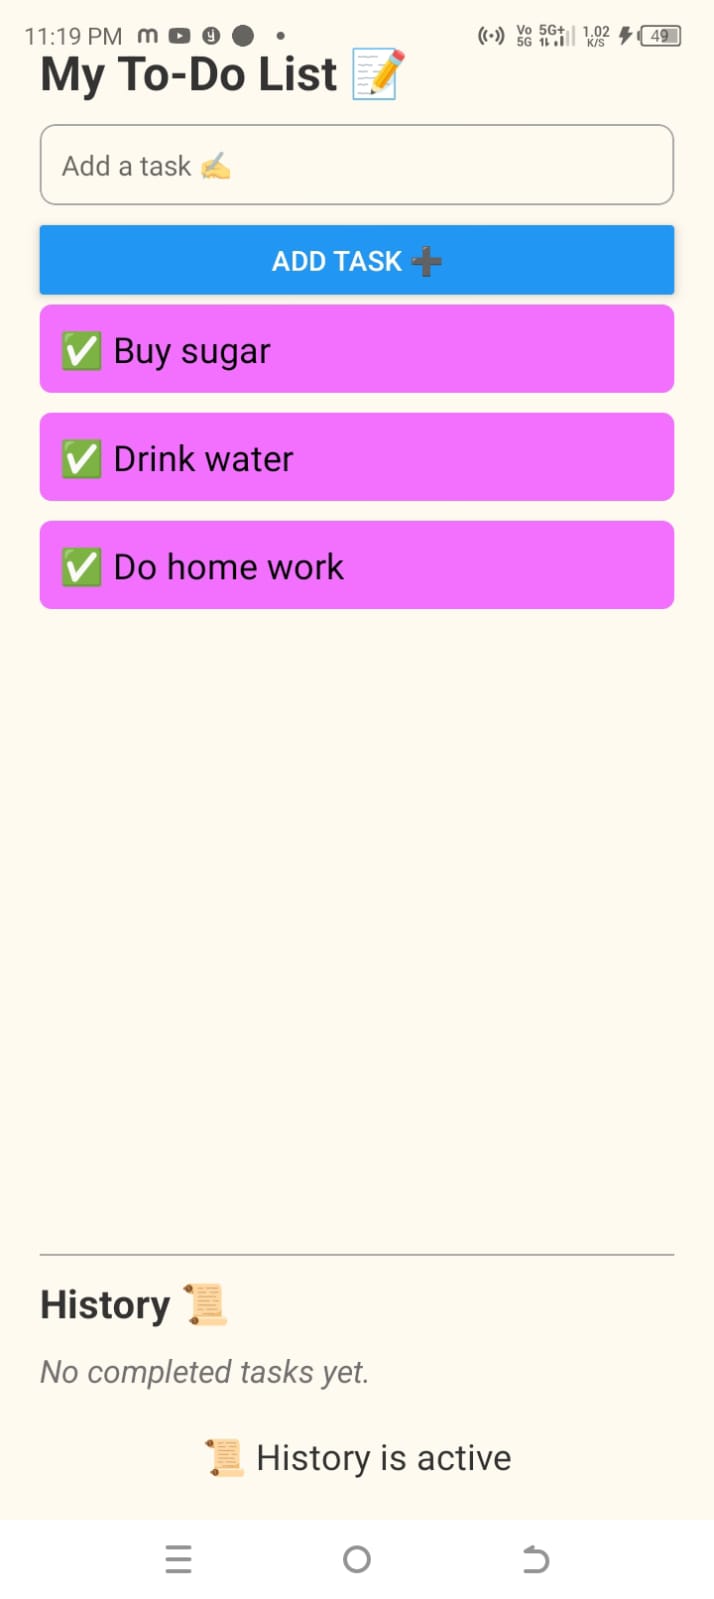 11:19 PM
Vo 5G 5G+ 1.02 K/S 49
My To-Do List 📝
Add a task ✍️
ADD TASK ➕
✅ Buy sugar
✅ Drink water
✅ Do home work
History 📜
No completed tasks yet.
📜 History is active